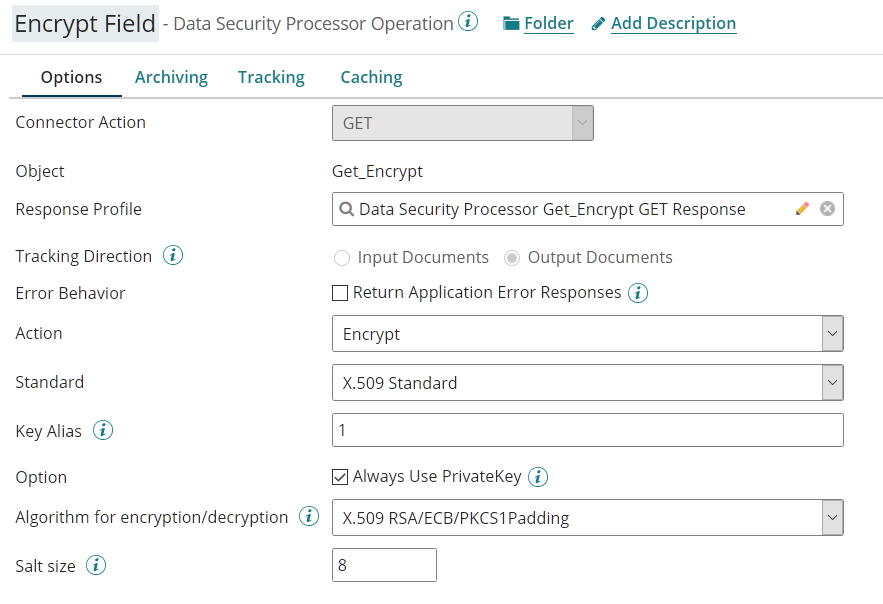 Encrypt Field - Data Security Processor Operation i Folder Add Description
Options Archiving Tracking Caching
Connector Action GET
Object Get_Encrypt
Response Profile Data Security Processor Get_Encrypt GET Response
Tracking Direction i Input Documents Output Documents
Error Behavior Return Application Error Responses i
Action Encrypt
Standard X.509 Standard
Key Alias i 1
Option Always Use PrivateKey i
Algorithm for encryption/decryption i X.509 RSA/ECB/PKCS1Padding
Salt size i 8